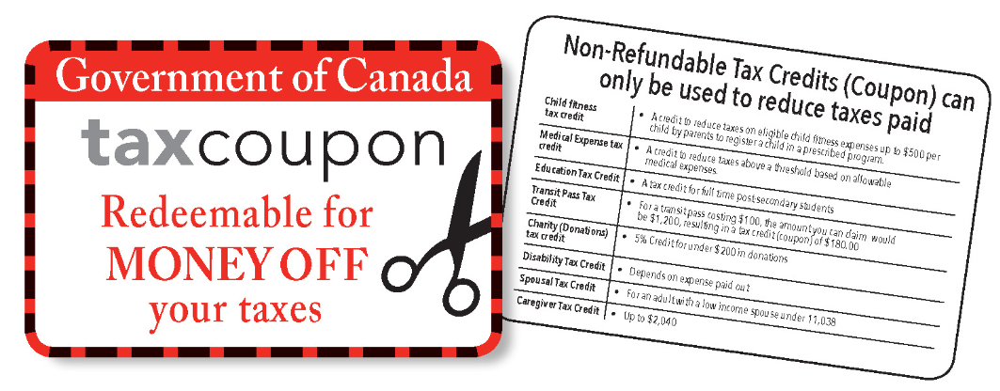 Government of Canada
taxcoupon
Redeemable for
MONEY OFF
your taxes
Non-Refundable Tax Credits (Coupon) can
only be used to reduce taxes paid
Child fitness
tax credit
• A credit to reduce taxes on eligible child fitness expenses up to $500 per
child by parents to register a child in a prescribed program.
Medical Expense tax
credit
• A credit to reduce taxes above a threshold based on allowable
medical expenses.
Education Tax Credit
• A tax credit for full time post-secondary students
Transit Pass Tax
Credit
• For a transit pass costing $100, the amount you can claim would
be $1,200, resulting in a tax credit (coupon) of $180.00
Charity (Donations)
tax credit
• 5% Credit for under $200 in donations
Disability Tax Credit
• Depends on expense paid out
Spousal Tax Credit
• For an adult with a low income spouse under 11,038
Caregiver Tax Credit
• Up to $2,040